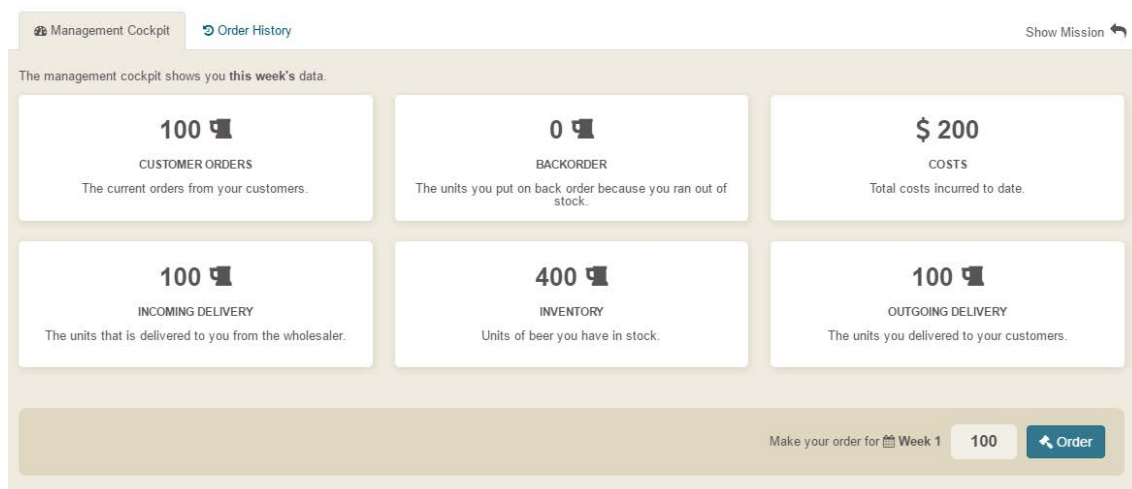 Management Cockpit
Order History
Show Mission
The management cockpit shows you this week's data.
100
CUSTOMER ORDERS
The current orders from your customers.
0
BACKORDER
The units you put on back order because you ran out of
stock.
$ 200
COSTS
Total costs incurred to date.
100
INCOMING DELIVERY
The units that is delivered to you from the wholesaler.
400
INVENTORY
Units of beer you have in stock.
100
OUTGOING DELIVERY
The units you delivered to your customers.
Make your order for Week 1 100 Order